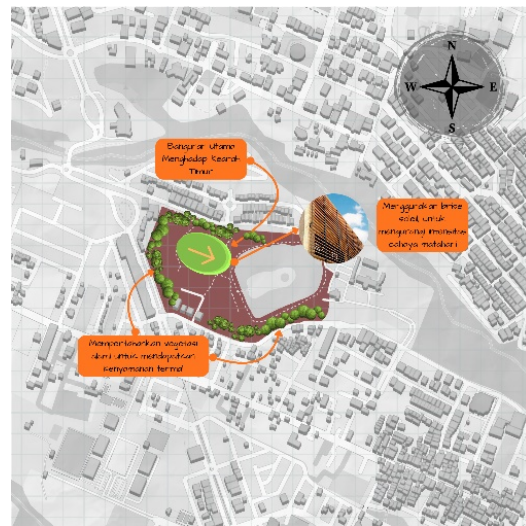 N
W E
S
Bangunan Utama
Menghadap Kearah
Timur
Menggunakan brise
soleil, untuk
mengurangi intensitas
cahaya matahari
Mempertahankan vegetasi
alami untuk mendapatkan
kenyamanan termal